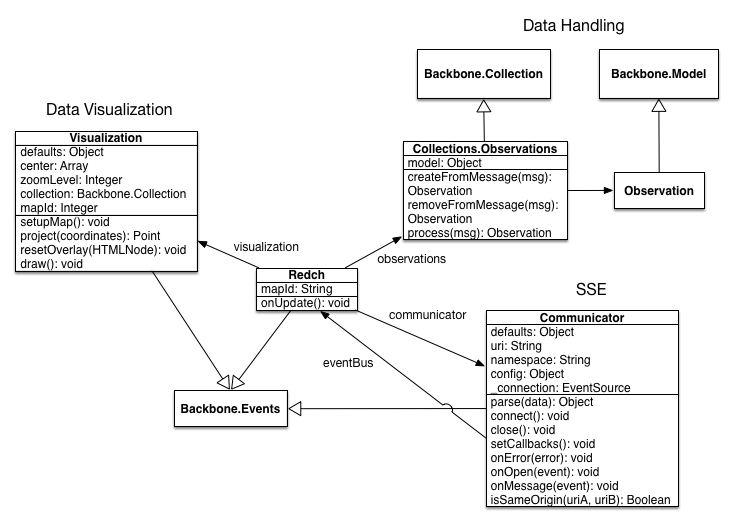 Data Handling
Backbone.Collection
Backbone.Model
Data Visualization
Visualization
defaults: Object
center: Array
zoomLevel: Integer
collection: Backbone.Collection
mapId: Integer
setupMap(): void
project(coordinates): Point
resetOverlay(HTMLNode): void
draw(): void
Collections.Observations
model: Object
createFromMessage(msg):
Observation
removeFromMessage(msg):
Observation
process(msg): Observation
Observation
visualization
observations
Redch
mapId: String
onUpdate(): void
communicator
eventBus
SSE
Communicator
defaults: Object
uri: String
namespace: String
config: Object
_connection: EventSource
parse(data): Object
connect(): void
close(): void
setCallbacks(): void
onError(error): void
onOpen(event): void
onMessage(event): void
isSameOrigin(uriA, uriB): Boolean
Backbone.Events